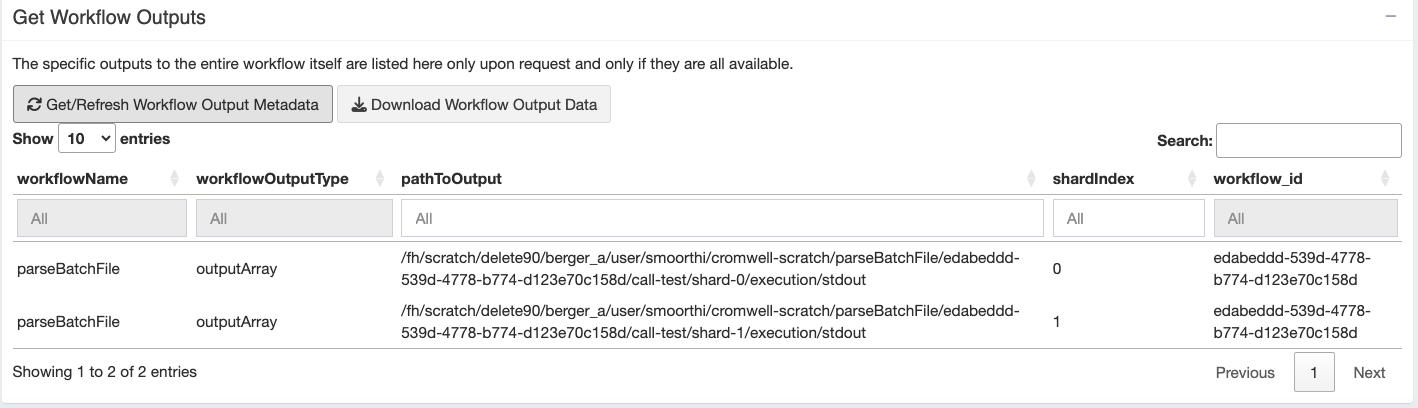 Get Workflow Outputs
The specific outputs to the entire workflow itself are listed here only upon request and only if they are all available.
Get/Refresh Workflow Output Metadata Download Workflow Output Data
Show 10 entries Search:
workflowName workflowOutputType pathToOutput shardIndex workflow_id
All All All All All
parseBatchFile outputArray /fh/scratch/delete90/berger_a/user/smoorthi/cromwell-scratch/parseBatchFile/edabeddd- 0 edabeddd-539d-4778-
539d-4778-b774-d123e70c158d/call-test/shard-0/execution/stdout b774-d123e70c158d
parseBatchFile outputArray /fh/scratch/delete90/berger_a/user/smoorthi/cromwell-scratch/parseBatchFile/edabeddd- 1 edabeddd-539d-4778-
539d-4778-b774-d123e70c158d/call-test/shard-1/execution/stdout b774-d123e70c158d
Showing 1 to 2 of 2 entries Previous 1 Next